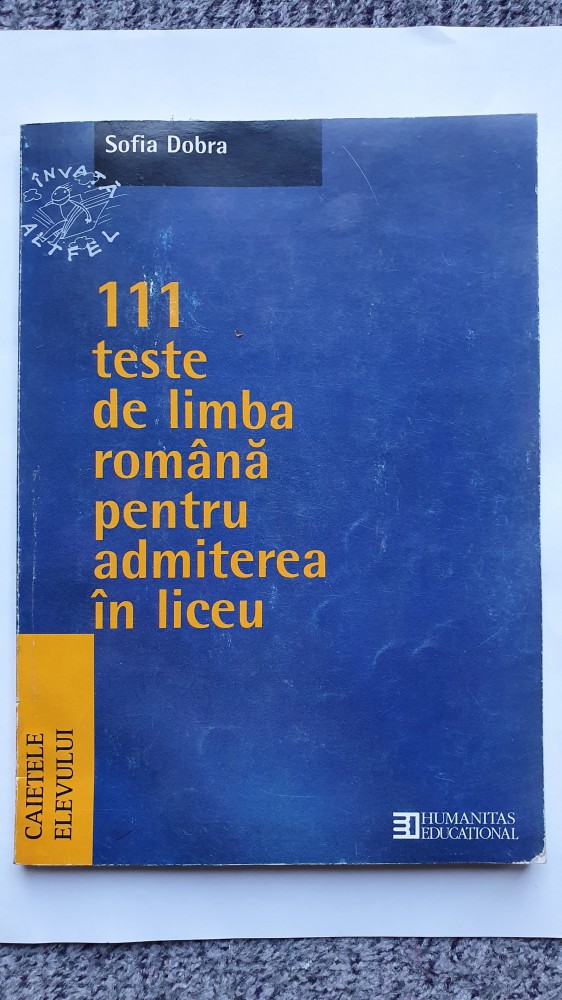 Sofia Dobra
ÎNVAȚĂ
ALTFEL
111
teste
de limba
română
pentru
admiterea
în liceu
CAIETELE
ELEVULUI
HUMANITAS
EDUCATIONAL